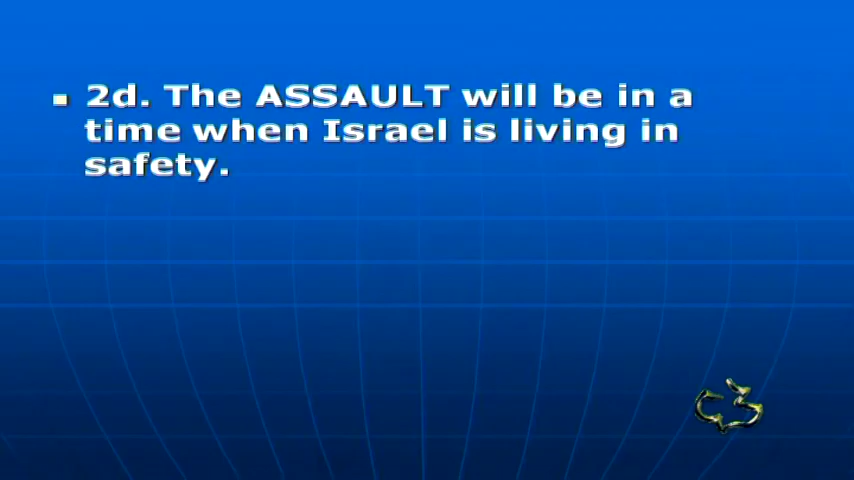 2d. The ASSAULT will be in a
time when Israel is living in
safety.